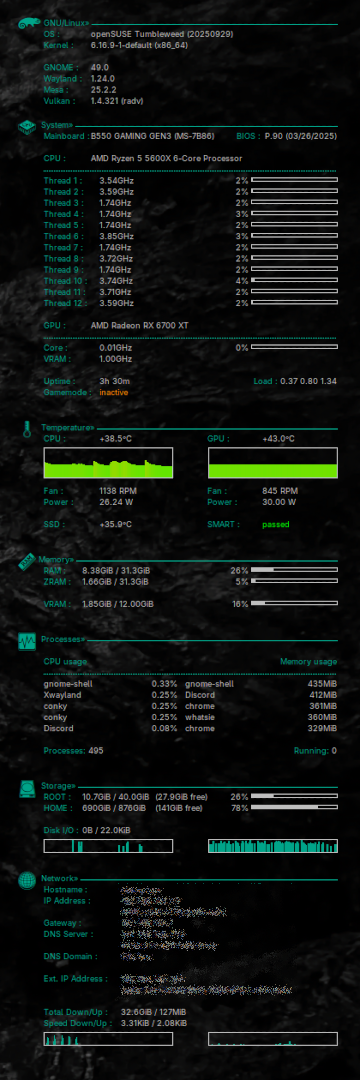 GNU/Linux»
OS : openSUSE Tumbleweed (20250929)
Kernel : 6.16.9-1-default (x86_64)
GNOME : 49.0
Wayland : 1.24.0
Mesa : 25.2.2
Vulkan : 1.4.321 (radv)
System»
Mainboard : B550 GAMING GEN3 (MS-7B86) BIOS : P.90 (03/26/2025)
CPU : AMD Ryzen 5 5600X 6-Core Processor
Thread 1 : 3.54GHz 2%
Thread 2 : 3.59GHz 2%
Thread 3 : 1.74GHz 2%
Thread 4 : 1.74GHz 3%
Thread 5 : 1.74GHz 2%
Thread 6 : 3.85GHz 3%
Thread 7 : 1.74GHz 2%
Thread 8 : 3.72GHz 2%
Thread 9 : 1.74GHz 2%
Thread 10 : 3.74GHz 4%
Thread 11 : 3.71GHz 2%
Thread 12 : 3.59GHz 2%
GPU : AMD Radeon RX 6700 XT
Core : 0.01GHz 0%
VRAM : 1.00GHz
Uptime : 3h 30m Load : 0.37 0.80 1.34
Gamemode : inactive
Temperature»
CPU : +38.5°C GPU : +43.0°C
Fan : 1138 RPM Fan : 845 RPM
Power : 26.24 W Power : 30.00 W
SSD : +35.9°C SMART : passed
Memory»
RAM : 8.38GiB / 31.3GiB 26%
ZRAM : 1.66GiB / 31.3GiB 5%
VRAM : 1.85GiB / 12.00GiB 16%
Processes»
CPU usage Memory usage
gnome-shell 0.33% gnome-shell 435MiB
Xwayland 0.25% Discord 412MiB
conky 0.25% chrome 361MiB
conky 0.25% whatsie 360MiB
Discord 0.08% chrome 329MiB
Processes: 495 Running: 0
Storage»
ROOT : 10.7GiB / 40.0GiB (27.9GiB free) 26%
HOME : 690GiB / 876GiB (141GiB free) 78%
Disk I/O : 0B / 22.0KiB
Network»
Hostname :
IP Address :
Gateway :
DNS Server :
DNS Domain :
Ext. IP Address :
Total Down/Up : 32.6GiB / 127MiB
Speed Down/Up : 3.31KiB / 2.08KiB